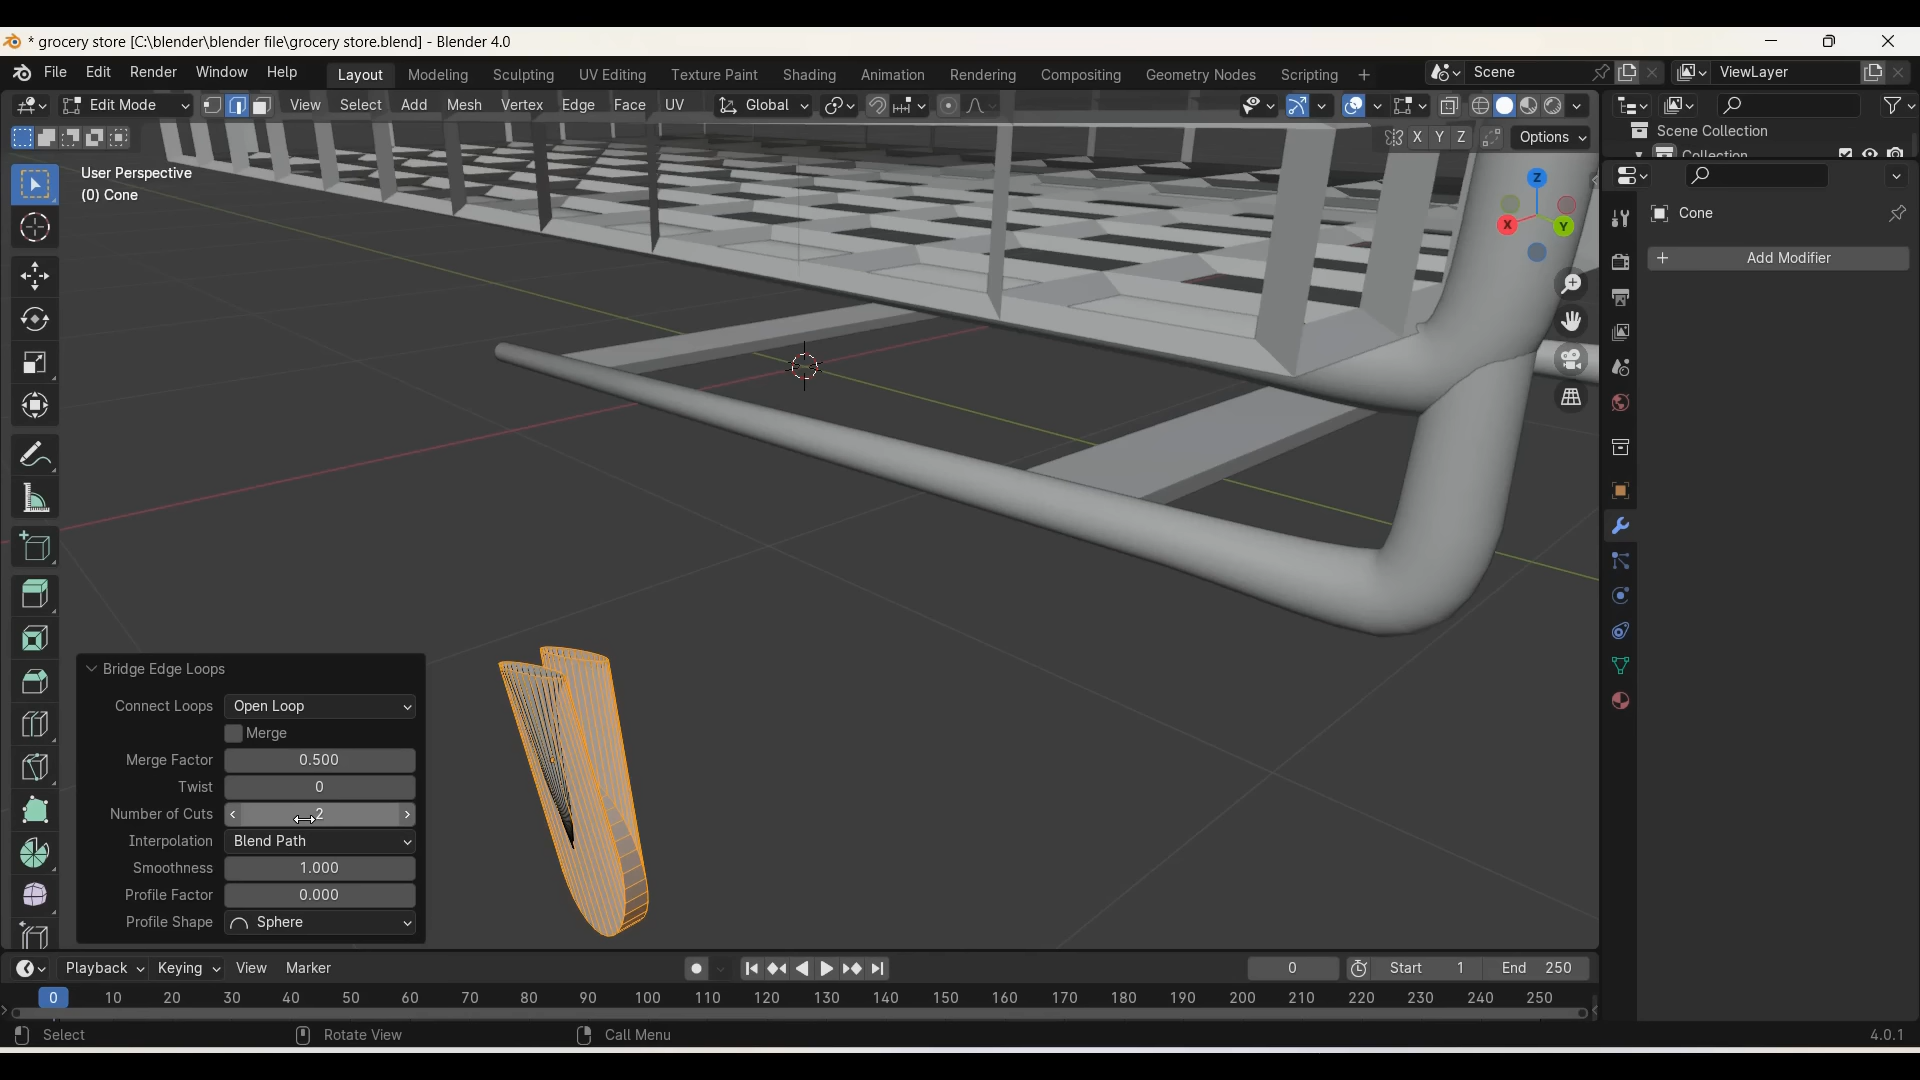 * grocery store [C:\blender\blender file\grocery store.blend] - Blender 4.0
File Edit Render Window Help Layout Modeling Sculpting UV Editing Texture Paint Shading Animation Rendering Compositing Geometry Nodes Scripting + Scene ViewLayer
Edit Mode View Select Add Mesh Vertex Edge Face UV Global
Scene Collection
Collection
X Y Z Options
User Perspective
(0) Cone
Z
X
Y
Cone
+ Add Modifier
Bridge Edge Loops
Connect Loops Open Loop
Merge
Merge Factor 0.500
Twist 0
Number of Cuts 2
Interpolation Blend Path
Smoothness 1.000
Profile Factor 0.000
Profile Shape Sphere
Playback Keying View Marker 0 Start 1 End 250
0 10 20 30 40 50 60 70 80 90 100 110 120 130 140 150 160 170 180 190 200 210 220 230 240 250
Select Rotate View Call Menu 4.0.1